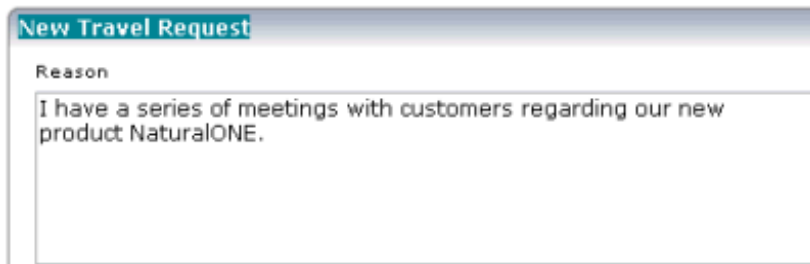 New Travel Request
Reason
I have a series of meetings with customers regarding our new
product NaturalONE.